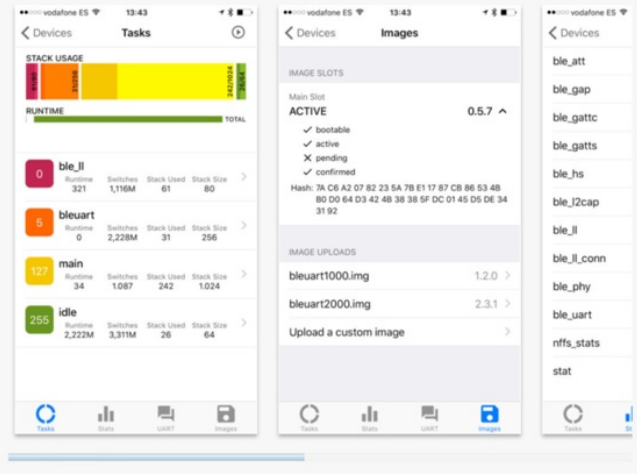 vodafone ES 13:43
Devices Tasks
STACK USAGE
61/80 31/256 242/1024 26/64
RUNTIME
TOTAL
0 ble_ll
Runtime Switches Stack Used Stack Size
321 1,116M 61 80
5 bleuart
Runtime Switches Stack Used Stack Size
0 2,228M 31 256
127 main
Runtime Switches Stack Used Stack Size
34 1.087 242 1.024
255 idle
Runtime Switches Stack Used Stack Size
2,222M 3,311M 26 64
Tasks Stats UART Images
vodafone ES 13:43
Devices Images
IMAGE SLOTS
Main Slot
ACTIVE 0.5.7
bootable
active
pending
confirmed
Hash: 7A C6 A2 07 82 23 5A 7B E1 17 87 CB 86 53 4B
B0 D0 64 D3 42 4B 38 38 5F DC 01 45 D5 DE 34
31 92
IMAGE UPLOADS
bleuart1000.img 1.2.0
bleuart2000.img 2.3.1
Upload a custom image
Tasks Stats UART Images
vodafone ES
Devices
ble_att
ble_gap
ble_gattc
ble_gatts
ble_hs
ble_l2cap
ble_ll
ble_ll_conn
ble_phy
ble_uart
nffs_stats
stat
Tasks St